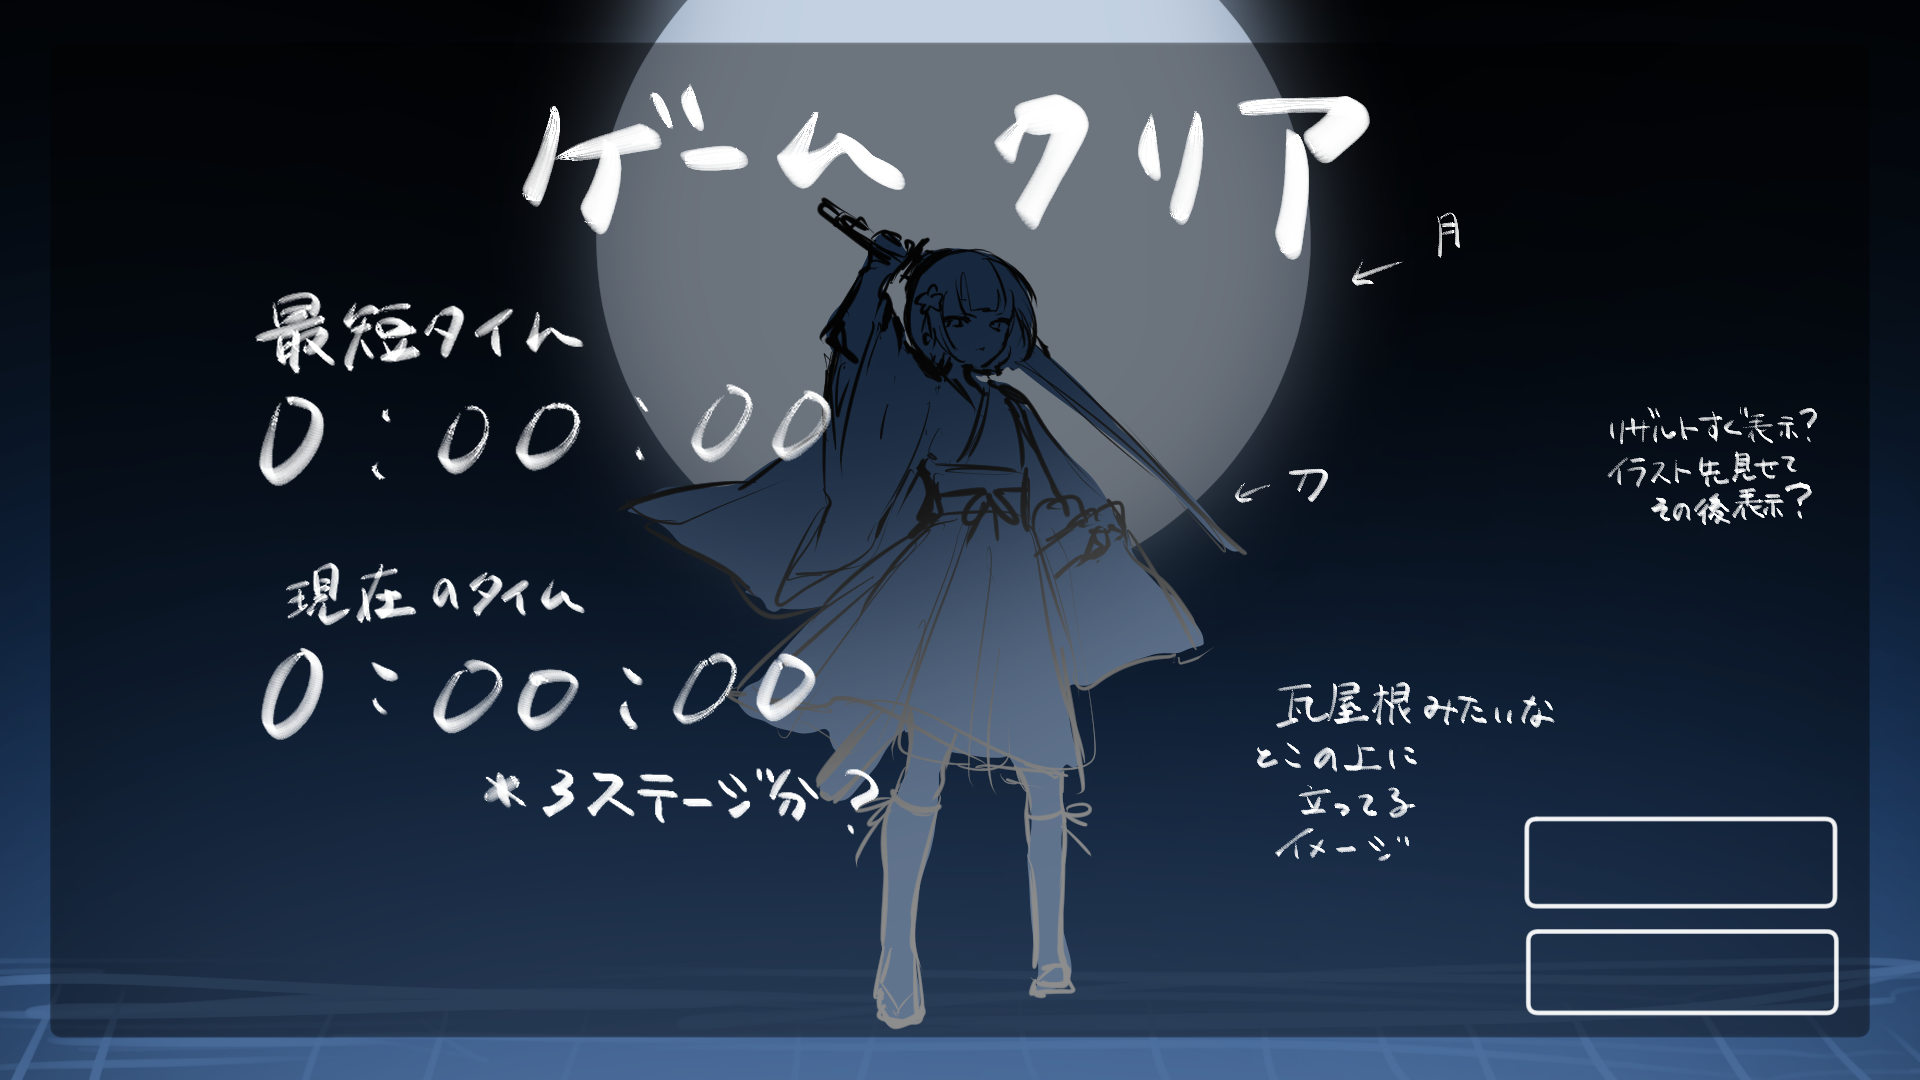 ゲーム クリア
月
最短タイム
0:00:00
リザルトすぐ表示?
イラスト先見せて
その後表示?
刀
現在のタイム
0:00:00
*3ステージ分?
瓦屋根みたいな
とこの上に
立ってる
イメージ